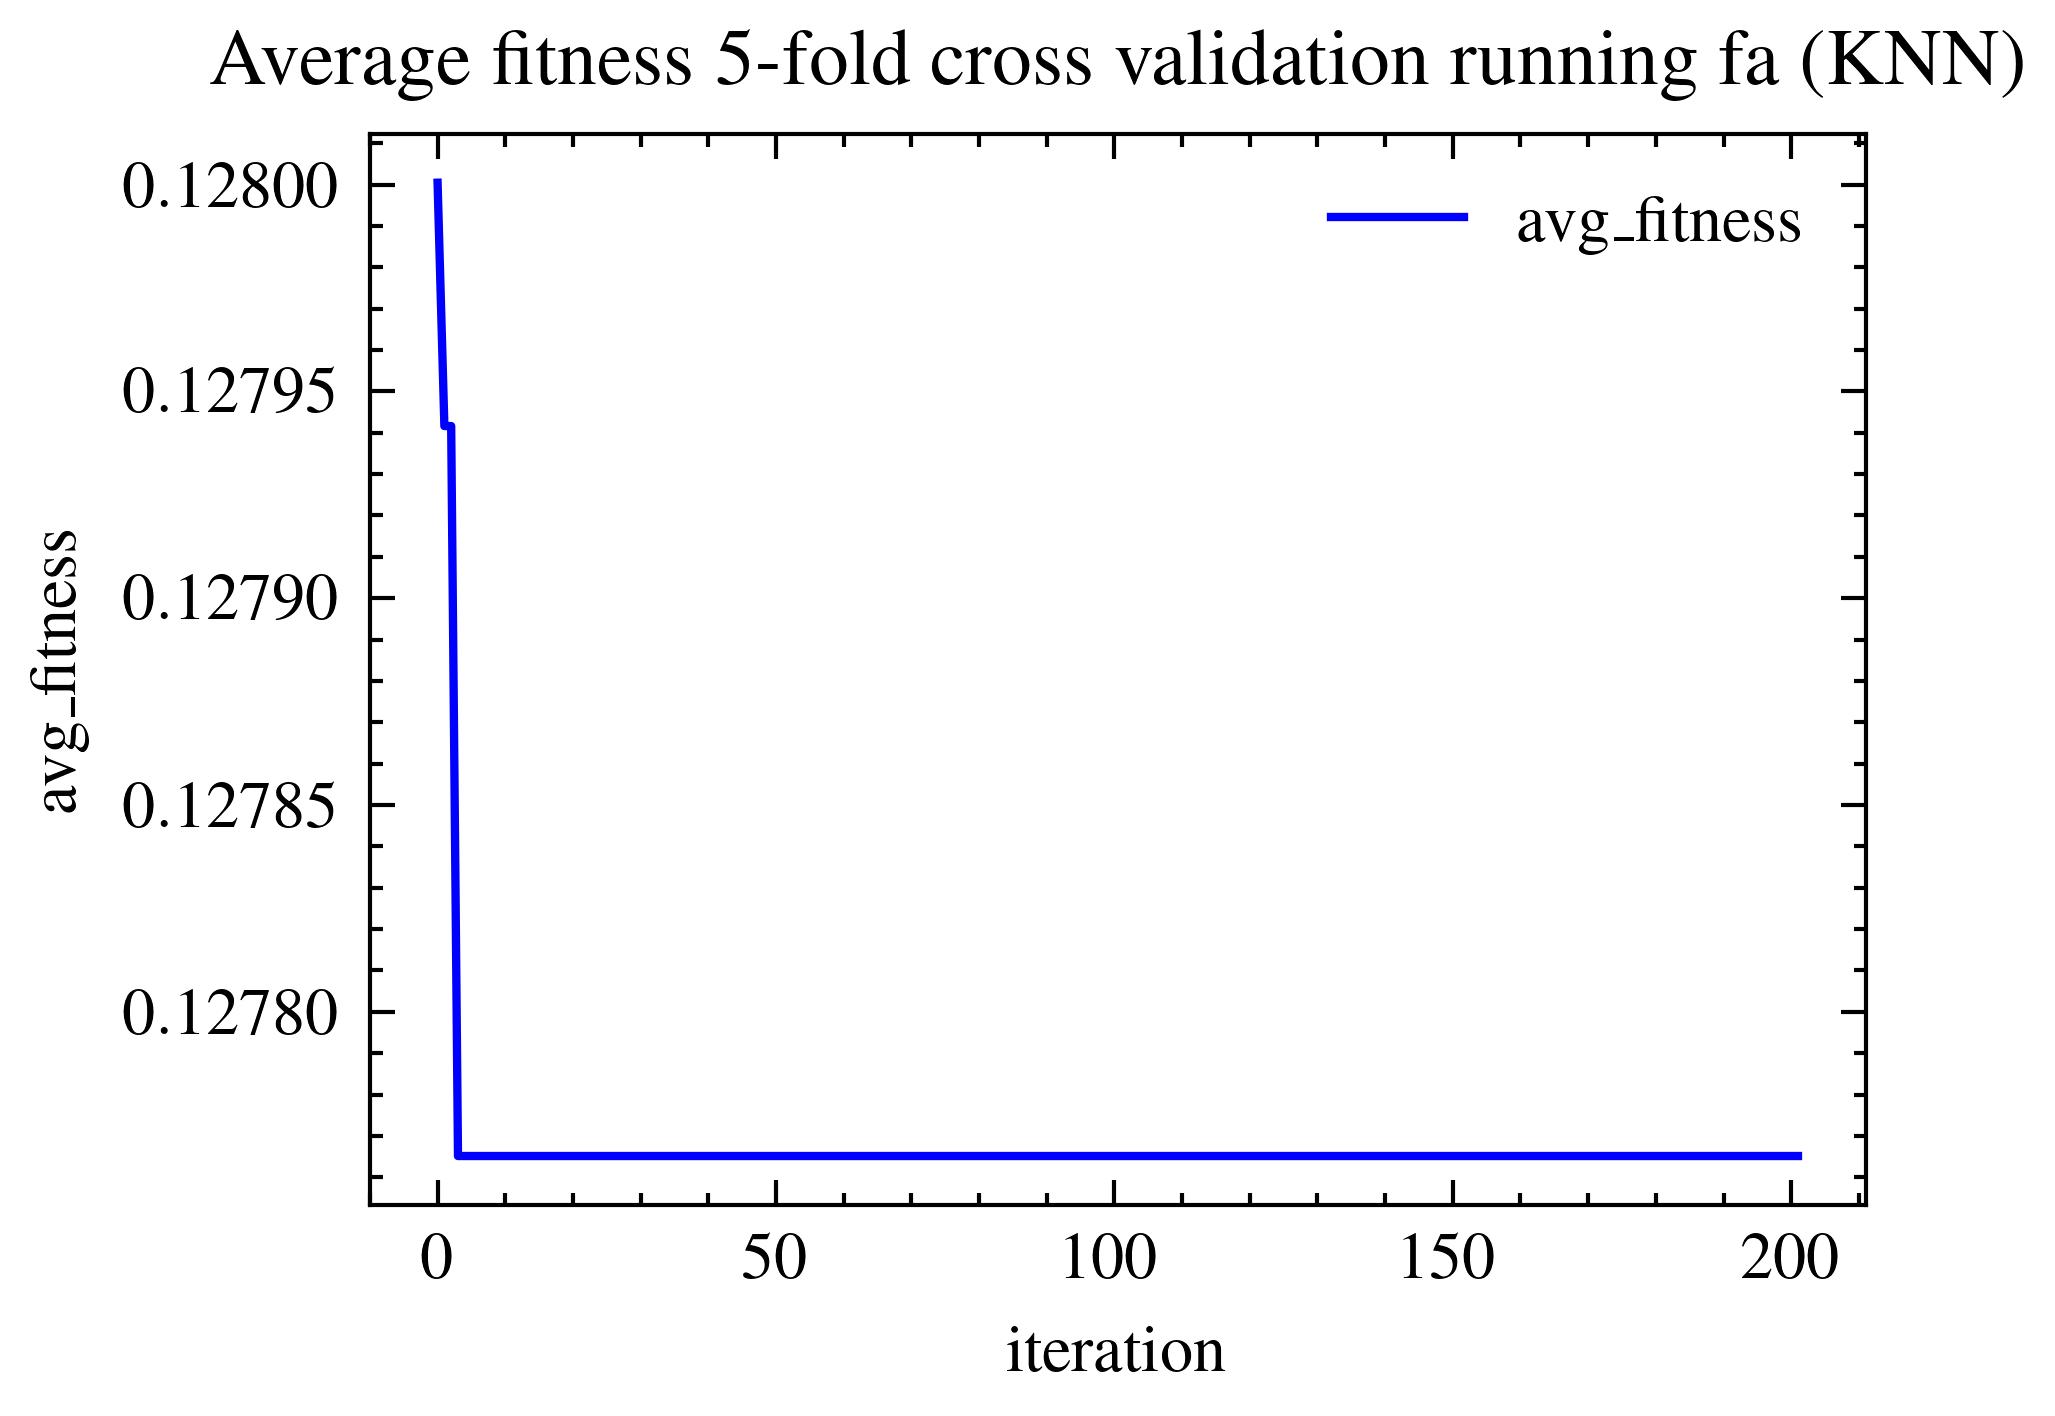 Average fitness 5-fold cross validation running fa (KNN)
0.12800
avg_fitness
0.12795
0.12790
avg_fitness
0.12785
0.12780
0 50 100 150 200
iteration